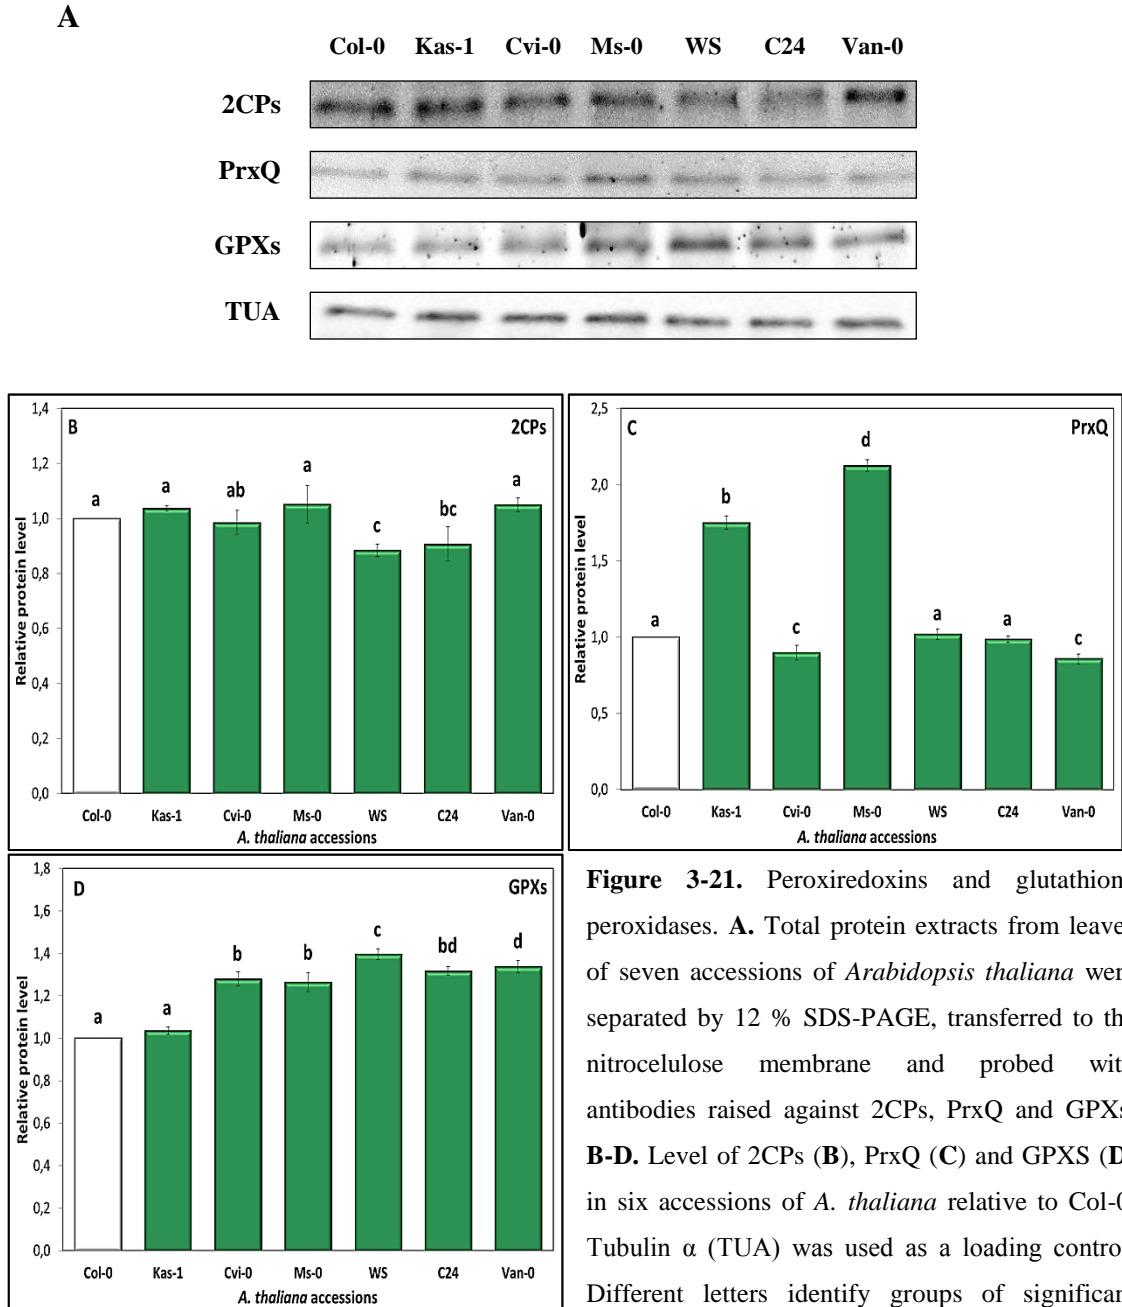 A
Col-0 Kas-1 Cvi-0 Ms-0 WS C24 Van-0
2CPs
PrxQ
GPXs
TUA
B 2CPs
Relative protein level
1,4
1,2
1,0
0,8
0,6
0,4
0,2
0,0
a a ab a c bc a
Col-0 Kas-1 Cvi-0 Ms-0 WS C24 Van-0
A. thaliana accessions
C PrxQ
Relative protein level
2,5
2,0
1,5
1,0
0,5
0,0
a b c d a a c
Col-0 Kas-1 Cvi-0 Ms-0 WS C24 Van-0
A. thaliana accessions
D GPXs
Relative protein level
1,8
1,6
1,4
1,2
1,0
0,8
0,6
0,4
0,2
0,0
a a b b c bd d
Col-0 Kas-1 Cvi-0 Ms-0 WS C24 Van-0
A. thaliana accessions
Figure 3-21. Peroxiredoxins and glutathion
peroxidases. A. Total protein extracts from leave
of seven accessions of Arabidopsis thaliana wer
separated by 12 % SDS-PAGE, transferred to th
nitrocelulose membrane and probed wit
antibodies raised against 2CPs, PrxQ and GPXs
B-D. Level of 2CPs (B), PrxQ (C) and GPXS (D
in six accessions of A. thaliana relative to Col-0
Tubulin α (TUA) was used as a loading contro
Different letters identify groups of significan